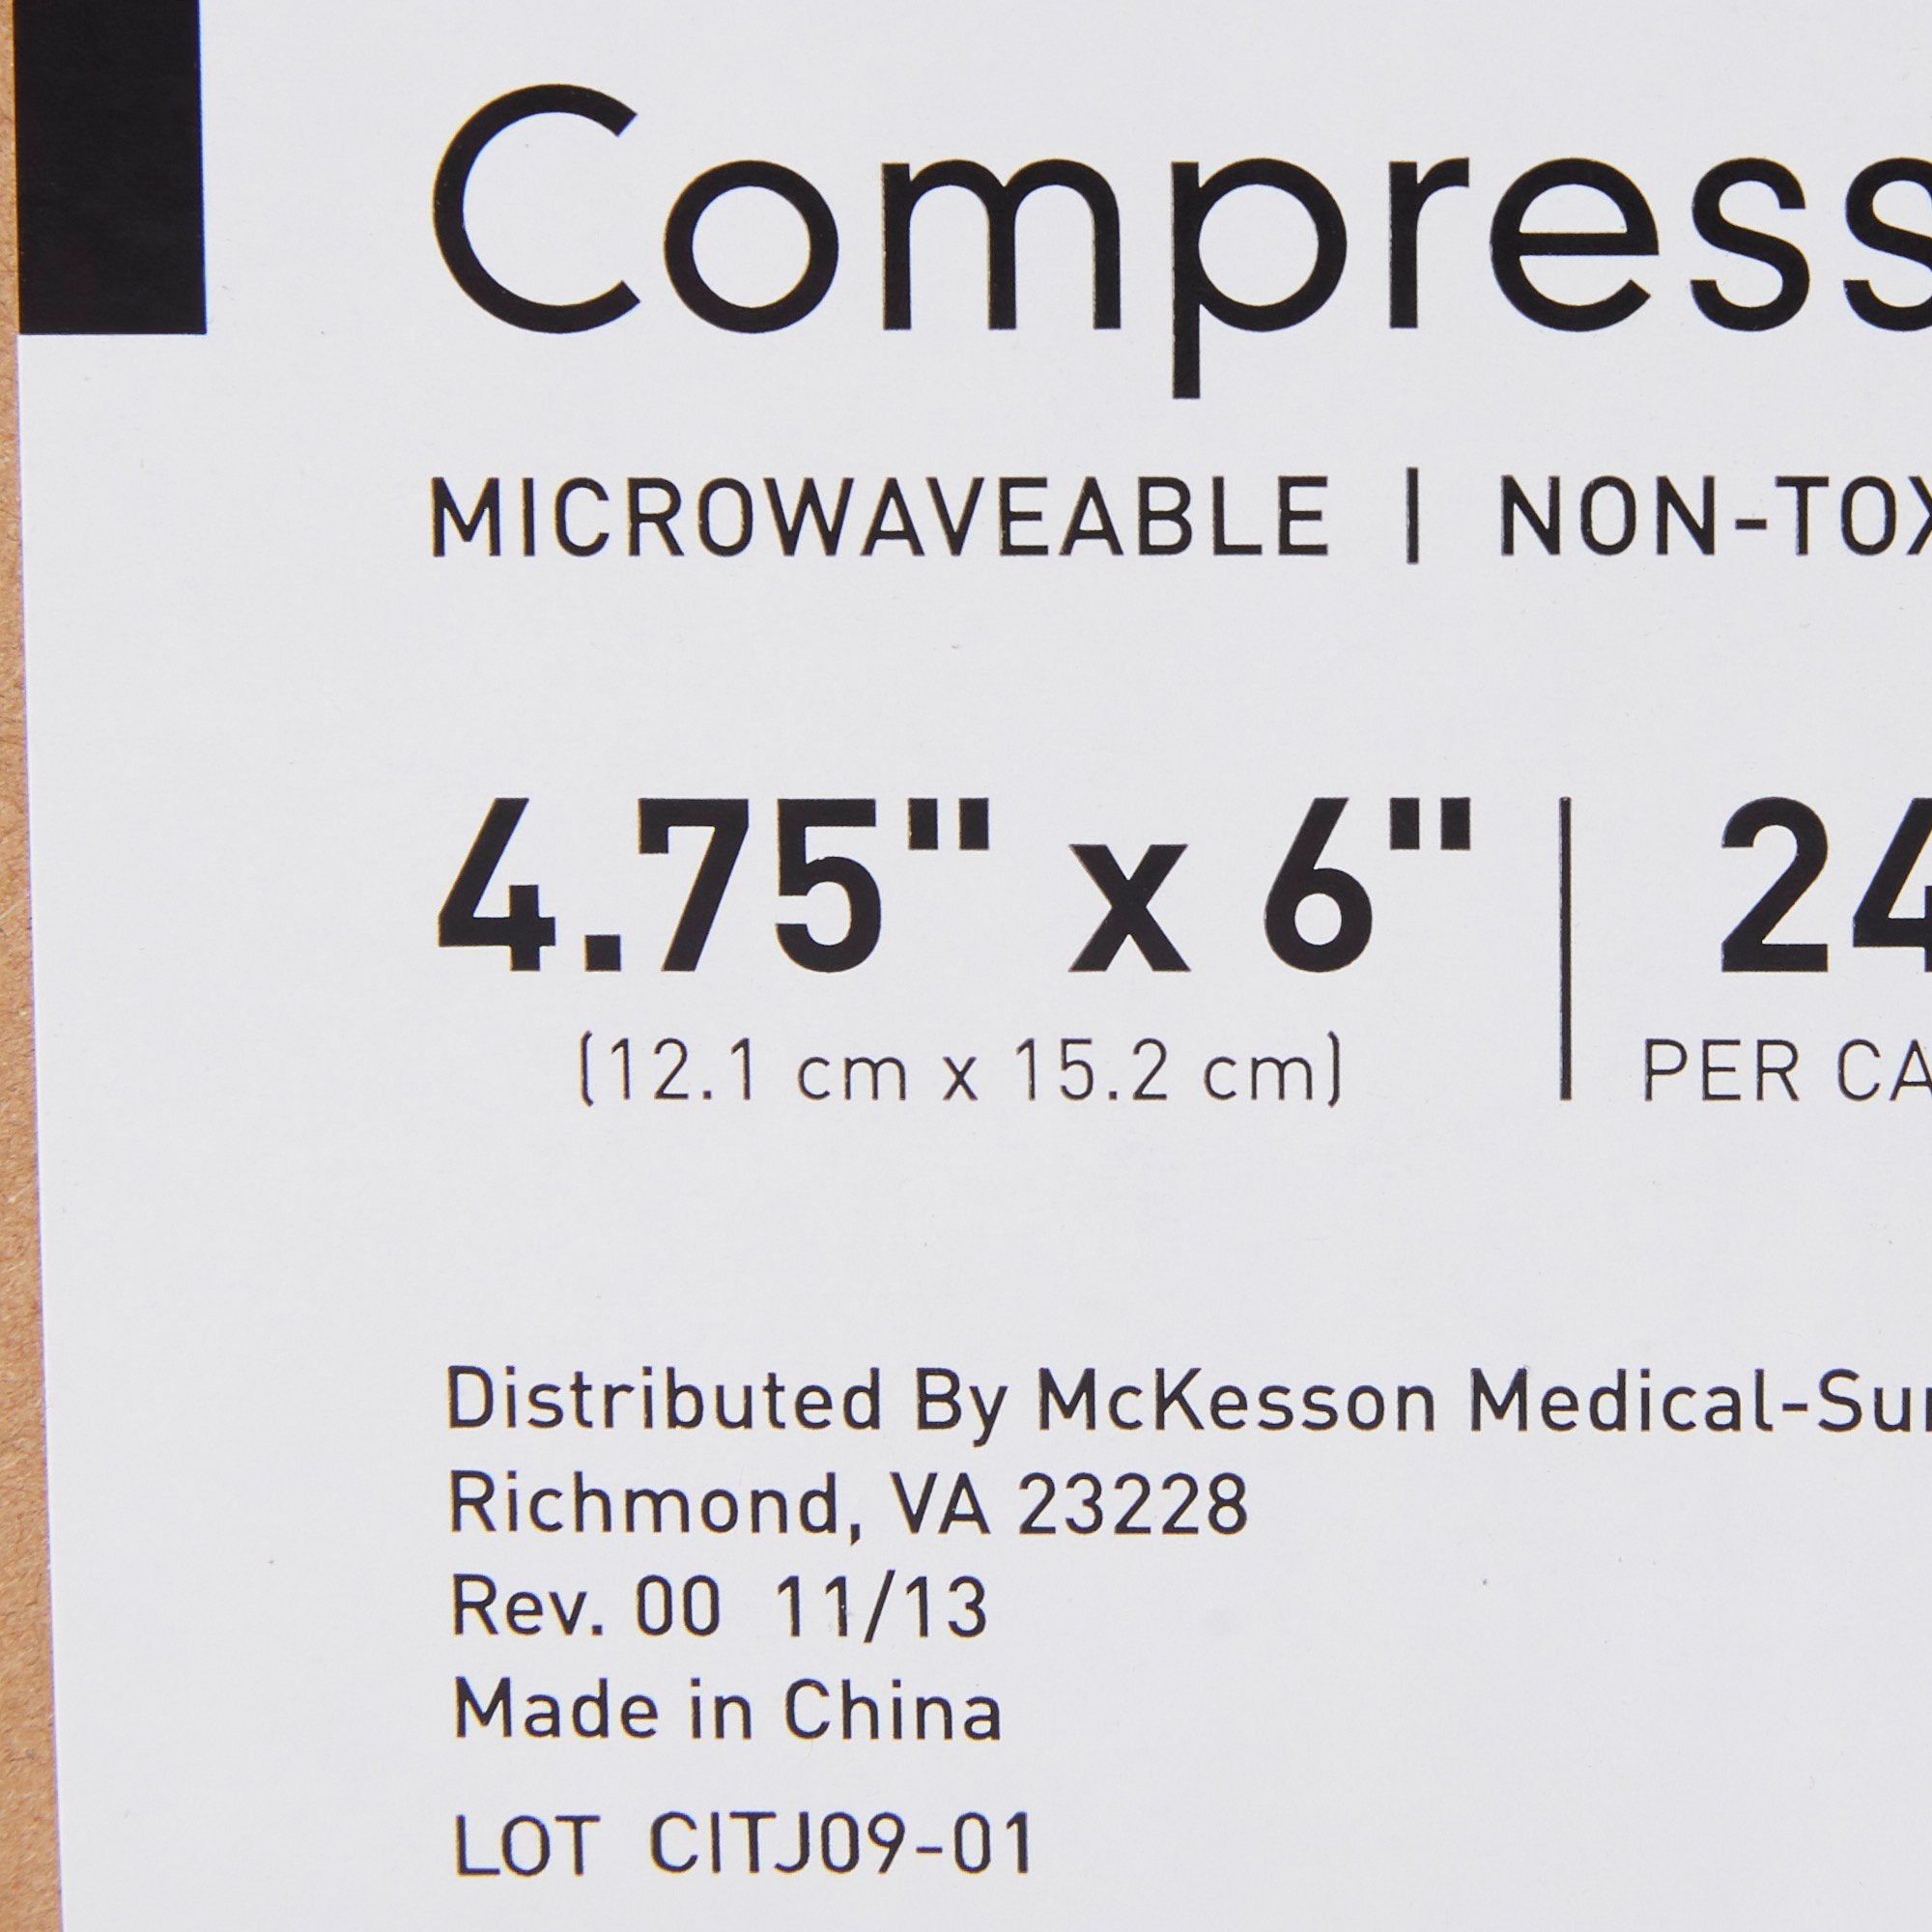 Compress
MICROWAVEABLE | NON-TOX
4.75" x 6" | 24
(12.1 cm x 15.2 cm) PER CA
Distributed By McKesson Medical-Sur
Richmond, VA 23228
Rev. 00 11/13
Made in China
LOT CITJ09-01